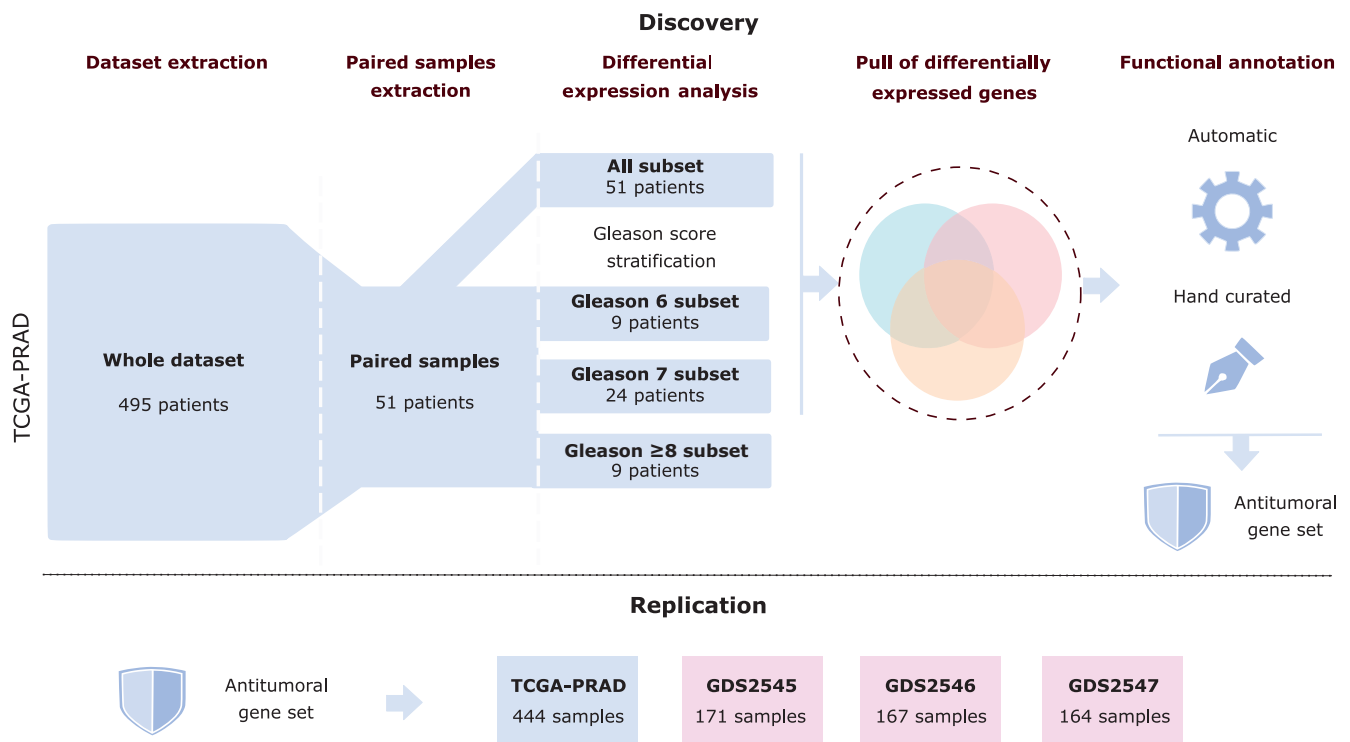 Discovery
Dataset extraction
Paired samples
extraction
Differential
expression analysis
Pull of differentially
expressed genes
Functional annotation
TCGA-PRAD
Whole dataset
495 patients
Paired samples
51 patients
All subset
51 patients
Gleason score
stratification
Gleason 6 subset
9 patients
Gleason 7 subset
24 patients
Gleason ≥8 subset
9 patients
Automatic
Hand curated
Antitumoral
gene set
Replication
Antitumoral
gene set
TCGA-PRAD
444 samples
GDS2545
171 samples
GDS2546
167 samples
GDS2547
164 samples